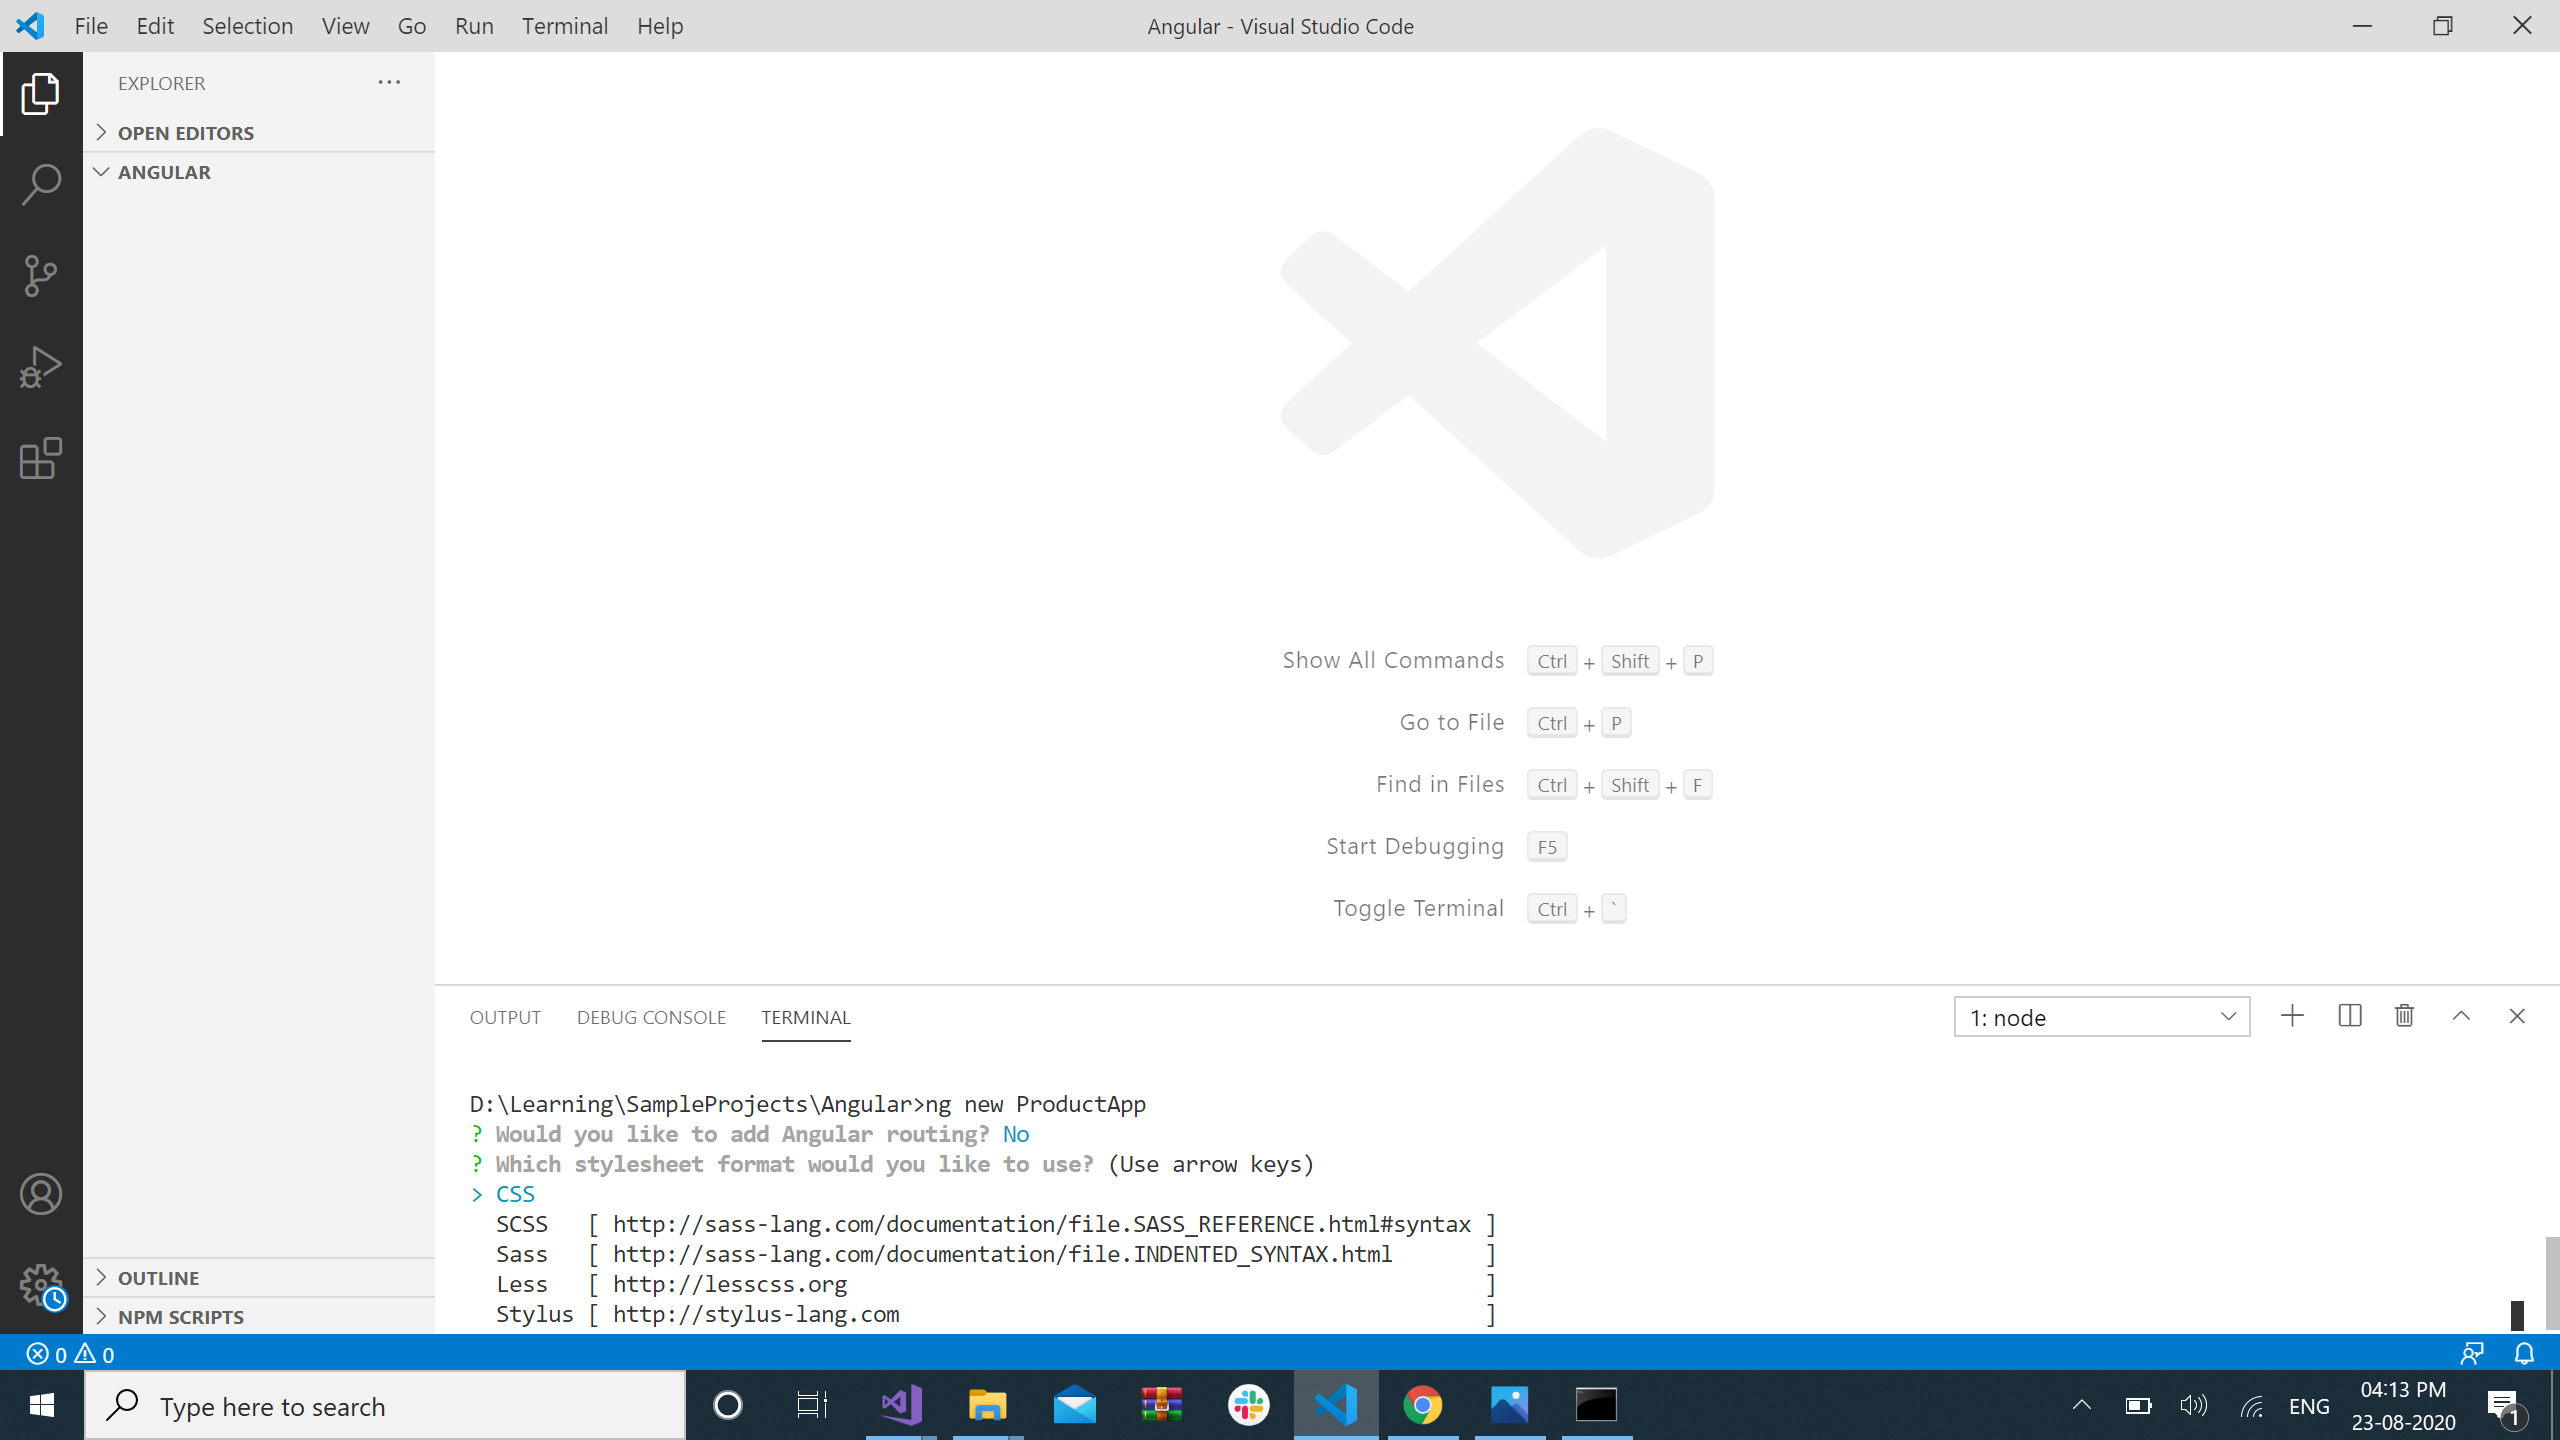 File Edit Selection View Go Run Terminal Help
Angular - Visual Studio Code
EXPLORER
OPEN EDITORS
ANGULAR
Show All Commands Ctrl + Shift + P
Go to File Ctrl + P
Find in Files Ctrl + Shift + F
Start Debugging F5
Toggle Terminal Ctrl + `
OUTPUT DEBUG CONSOLE TERMINAL
1: node
D:\Learning\SampleProjects\Angular>ng new ProductApp
? Would you like to add Angular routing? No
? Which stylesheet format would you like to use? (Use arrow keys)
> CSS
SCSS [ http://sass-lang.com/documentation/file.SASS_REFERENCE.html#syntax ]
Sass [ http://sass-lang.com/documentation/file.INDENTED_SYNTAX.html ]
Less [ http://lesscss.org ]
Stylus [ http://stylus-lang.com ]
OUTLINE
NPM SCRIPTS
0 0
Type here to search
ENG
04:13 PM
23-08-2020
1